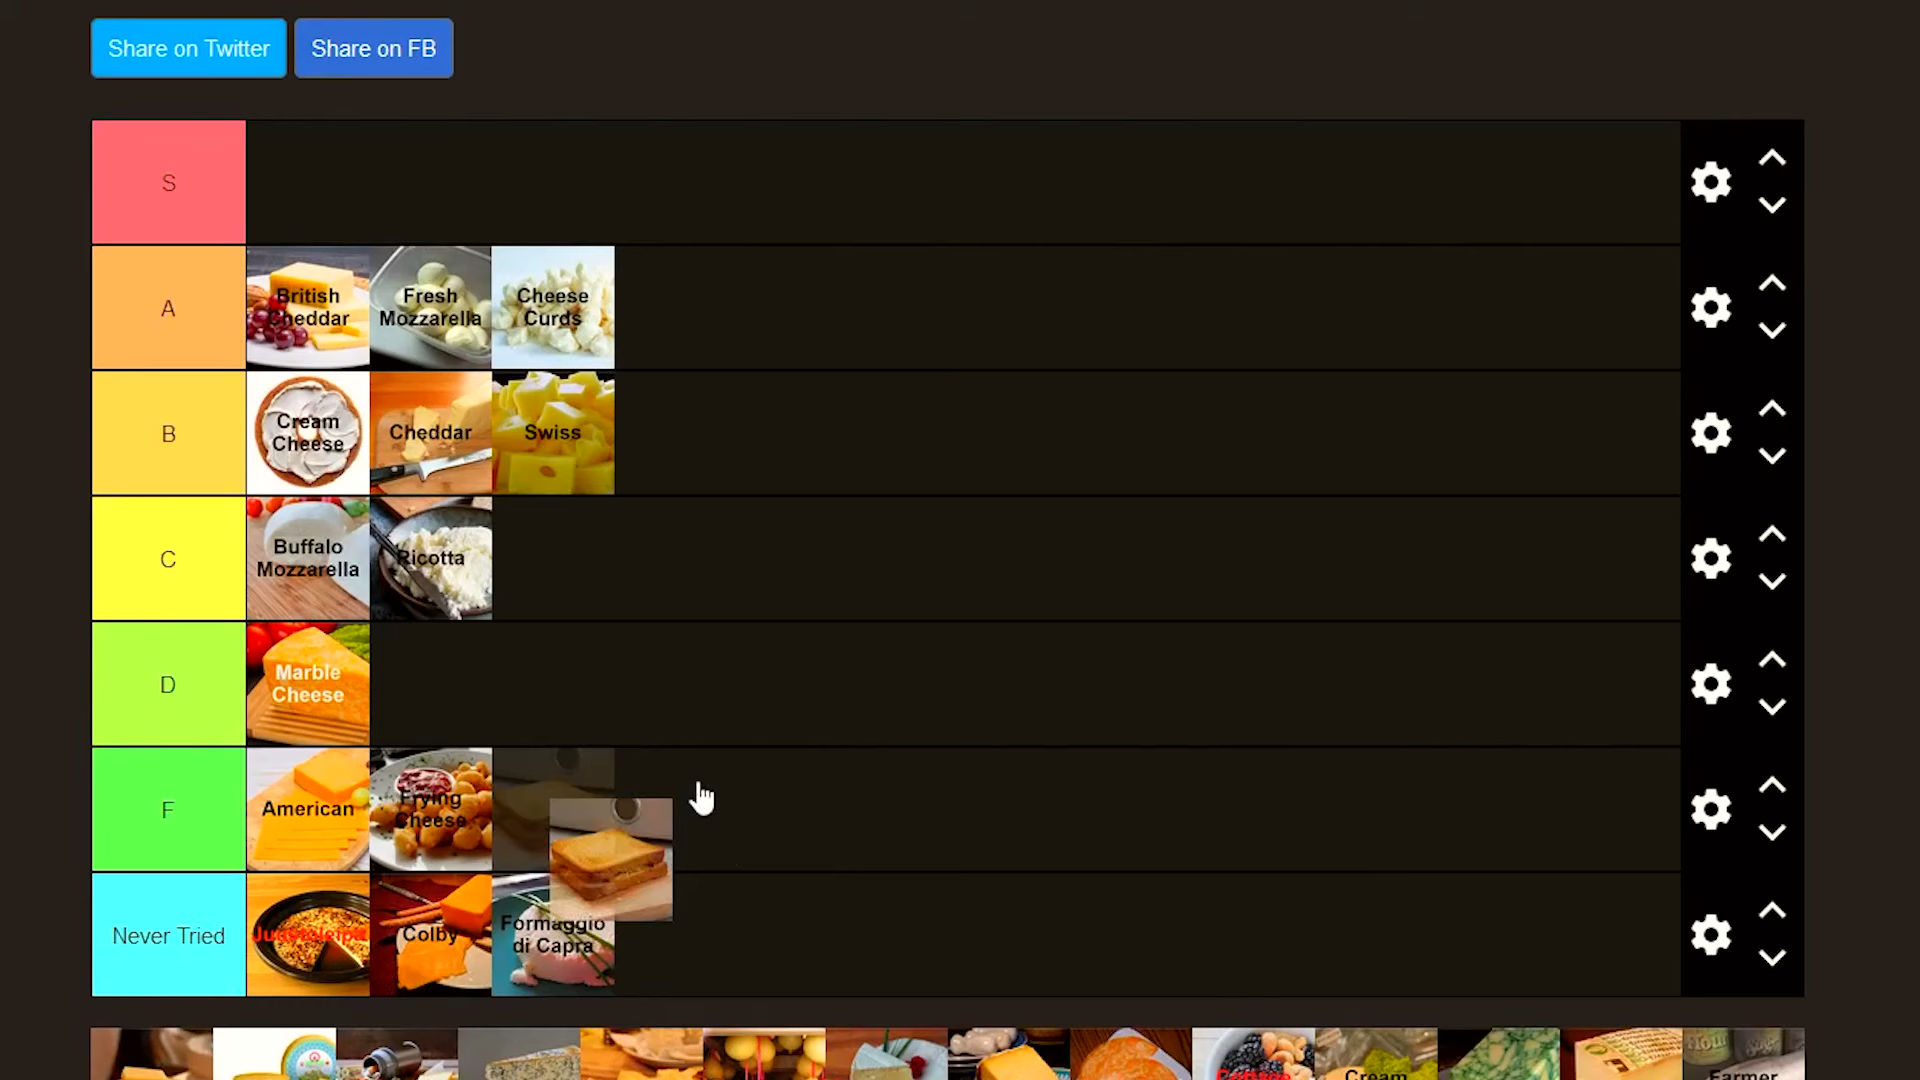 Share on Twitter
Share on FB
S
A
British
Cheddar
Fresh
Mozzarella
Cheese
Curds
B
Cream
Cheese
Cheddar
Swiss
C
Buffalo
Mozzarella
Ricotta
D
Marble
Cheese
F
American
Frying
Cheese
Never Tried
Colby
Formaggio
di Capra
Cottage
Cream
Farmer